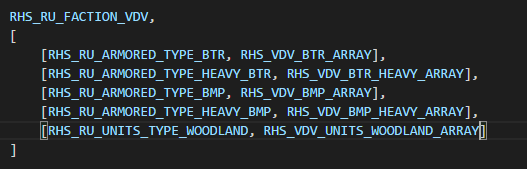 RHS_RU_FACTION_VDV,
[
[RHS_RU_ARMORED_TYPE_BTR, RHS_VDV_BTR_ARRAY],
[RHS_RU_ARMORED_TYPE_HEAVY_BTR, RHS_VDV_BTR_HEAVY_ARRAY],
[RHS_RU_ARMORED_TYPE_BMP, RHS_VDV_BMP_ARRAY],
[RHS_RU_ARMORED_TYPE_HEAVY_BMP, RHS_VDV_BMP_HEAVY_ARRAY],
[RHS_RU_UNITS_TYPE_WOODLAND, RHS_VDV_UNITS_WOODLAND_ARRAY]
]